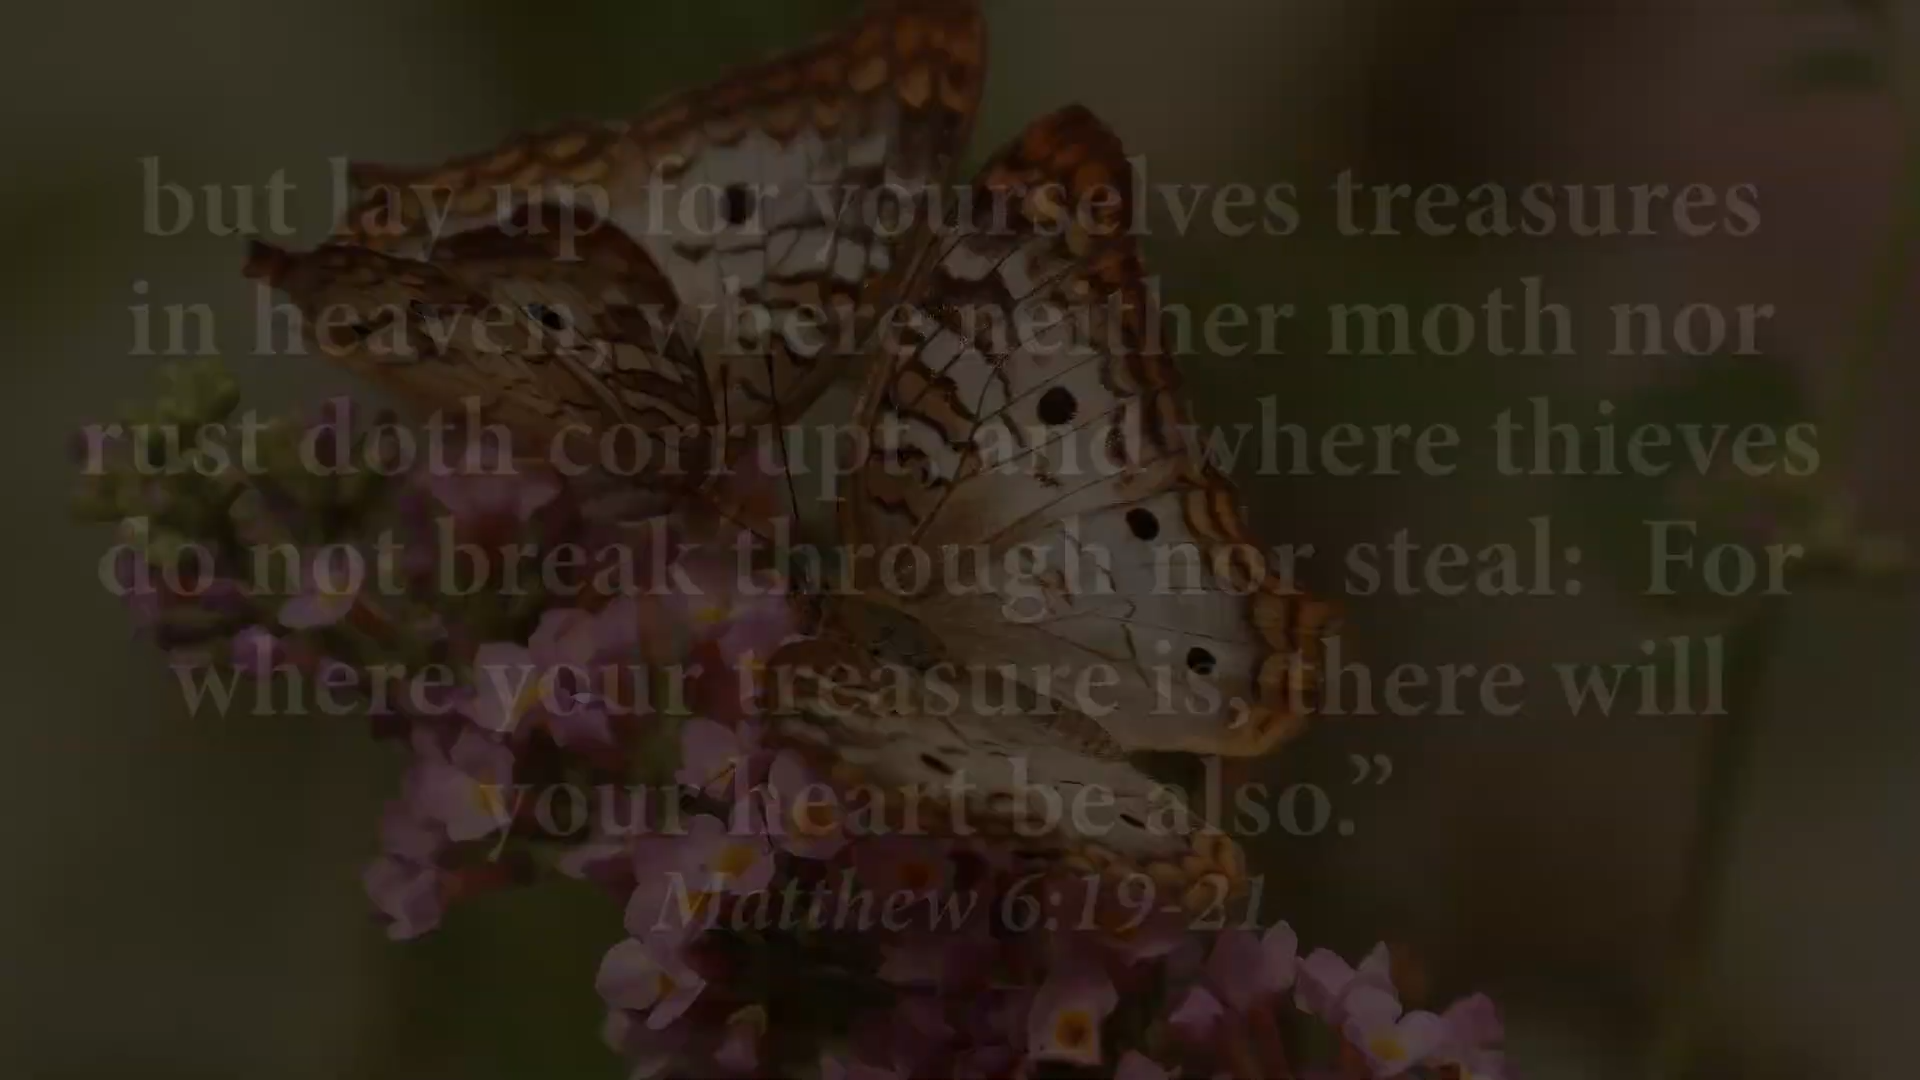 but lay up for yourselves treasures
in heaven, where neither moth nor
rust doth corrupt, and where thieves
do not break through nor steal:  For
where your treasure is, there will
your heart be also.”
Matthew 6:19-21